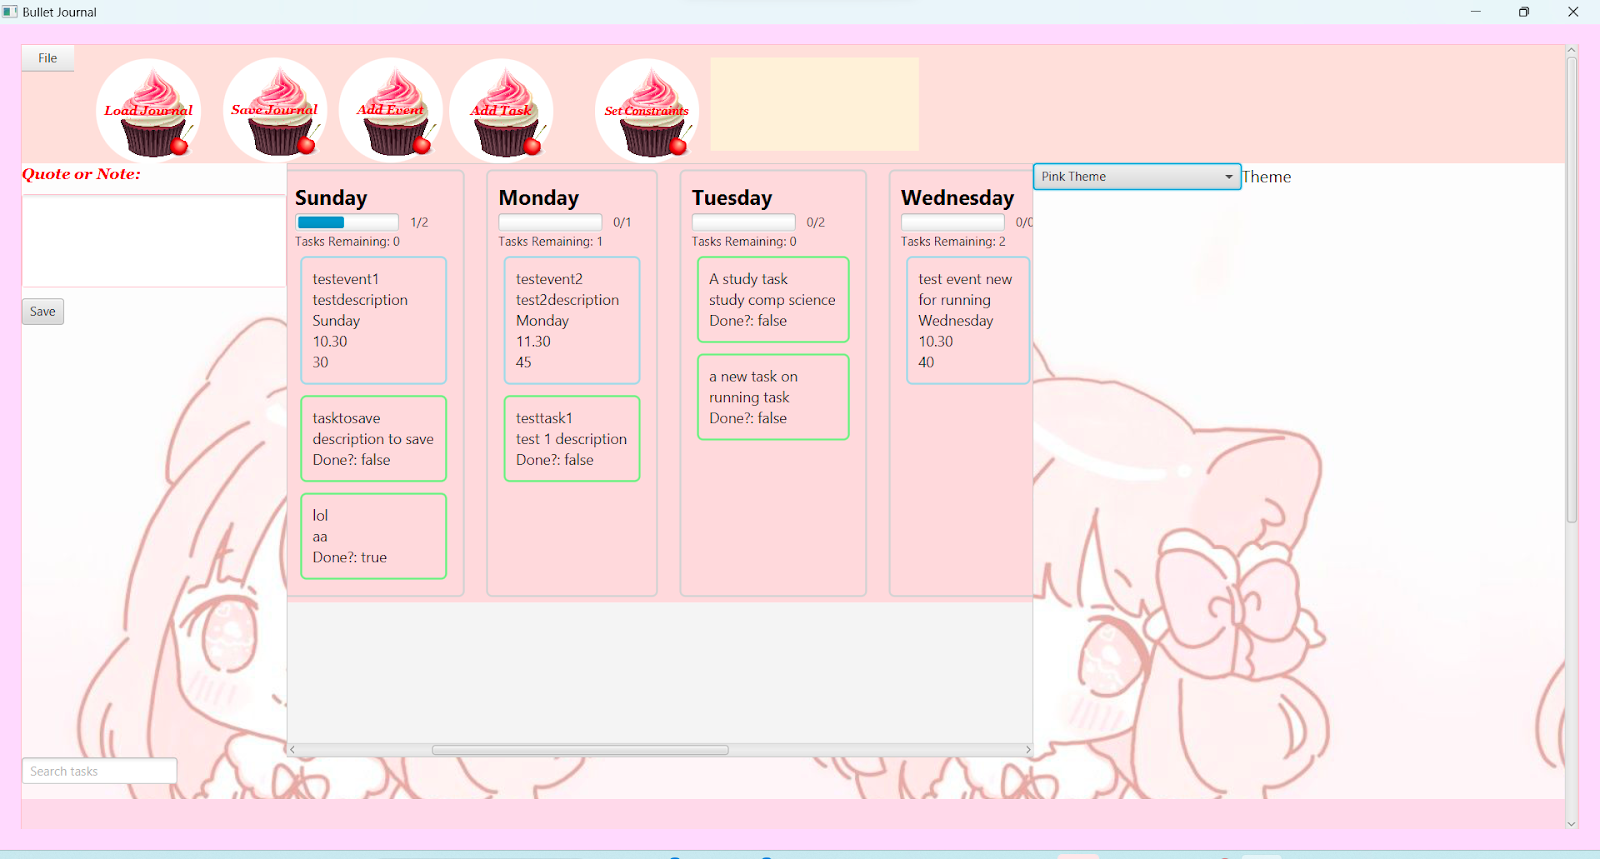 Bullet Journal
File
Load Journal
Save Journal
Add Event
Add Task
Set Constraints
Quote or Note:
Save
Search tasks
Sunday
1/2
Tasks Remaining: 0
testevent1
testdescription
Sunday
10.30
30
tasktosave
description to save
Done?: false
lol
aa
Done?: true
Monday
0/1
Tasks Remaining: 1
testevent2
test2description
Monday
11.30
45
testtask1
test 1 description
Done?: false
Tuesday
0/2
Tasks Remaining: 0
A study task
study comp science
Done?: false
a new task on
running task
Done?: false
Wednesday
Tasks Remaining: 2
test event new
for running
Wednesday
10.30
40
Pink Theme
Theme